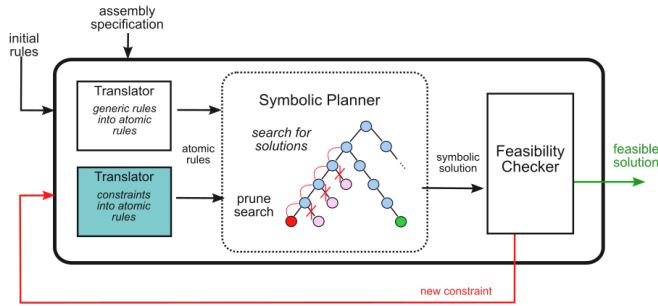 assembly
specification
initial
rules
Translator
generic rules
into atomic
rules
atomic
rules
Translator
constraints
into atomic
rules
Symbolic Planner
search for
solutions
prune
search
symbolic
solution
Feasibility
Checker
feasible
solution
new constraint